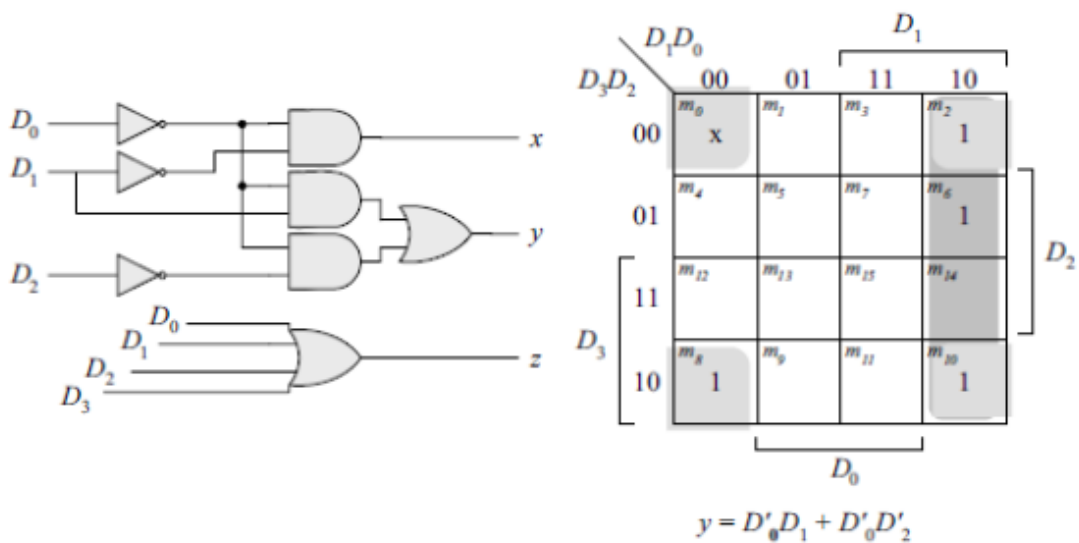 D₀
D₁
D₂
x
y
D₀
D₁
D₂
D₃
z
D₁D₀
D₁
D₃D₂
00 01 11 10
00
m₀ m₁ m₃ m₂
x 1
01
m₄ m₅ m₇ m₆
1
D₂
11
m₁₂ m₁₃ m₁₅ m₁₄
D₃
10
m₈ m₉ m₁₁ m₁₀
1 1
D₀
y = D′₀D₁ + D′₀D′₂